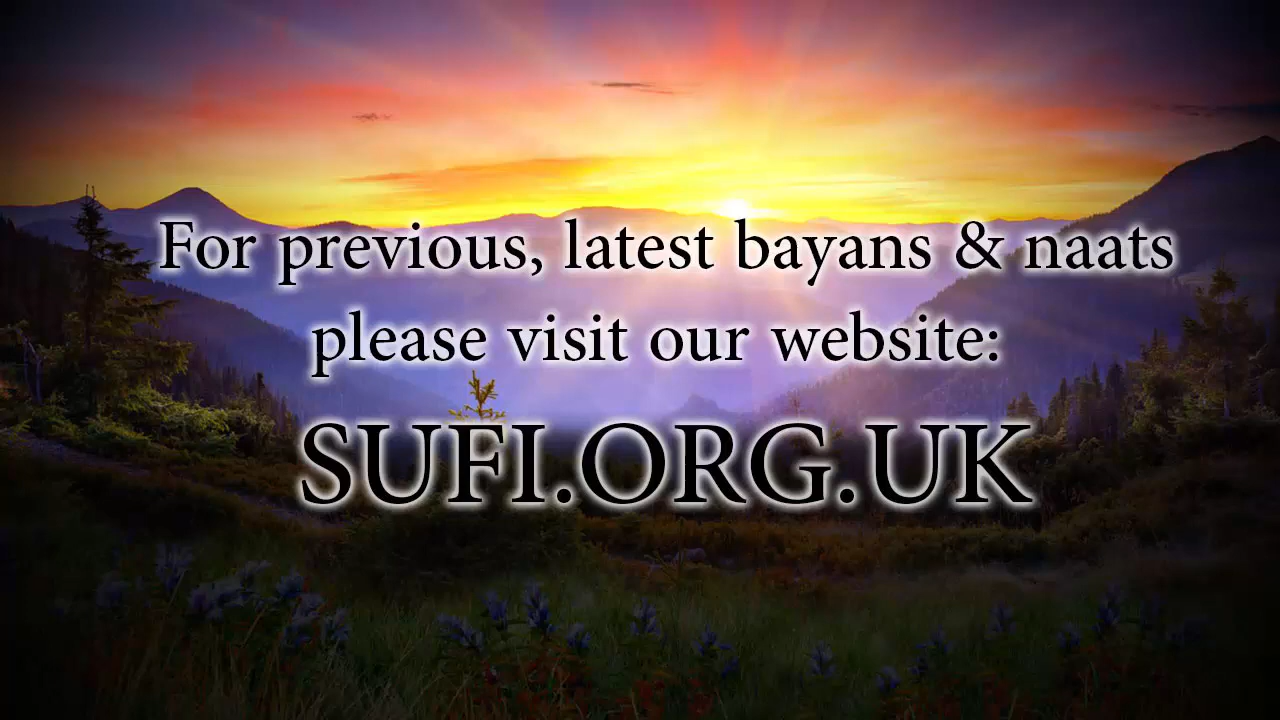 For previous, latest bayans & naats
please visit our website:
SUFI.ORG.UK